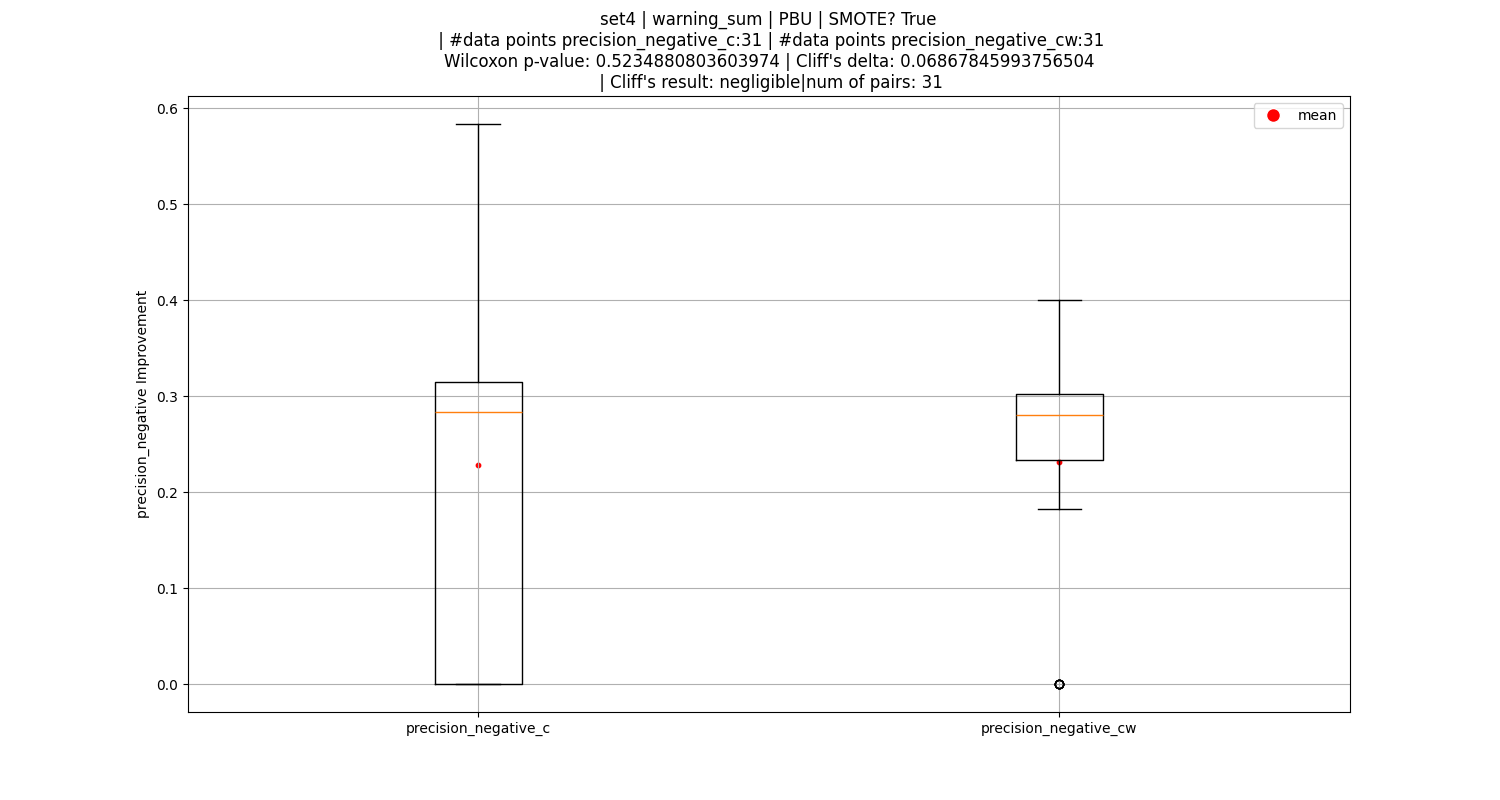 set4 | warning_sum | PBU | SMOTE? True
| #data points precision_negative_c:31 | #data points precision_negative_cw:31
Wilcoxon p-value: 0.5234880803603974 | Cliff's delta: 0.06867845993756504
| Cliff's result: negligible|num of pairs: 31
mean
0.6
0.5
0.4
0.3
0.2
0.1
0.0
precision_negative Improvement
precision_negative_c
precision_negative_cw